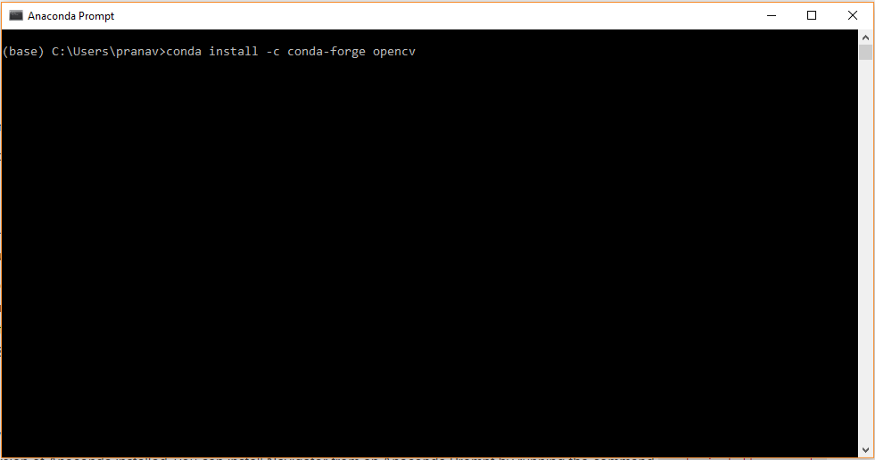 Anaconda Prompt
(base) C:\Users\pranav>conda install -c conda-forge opencv